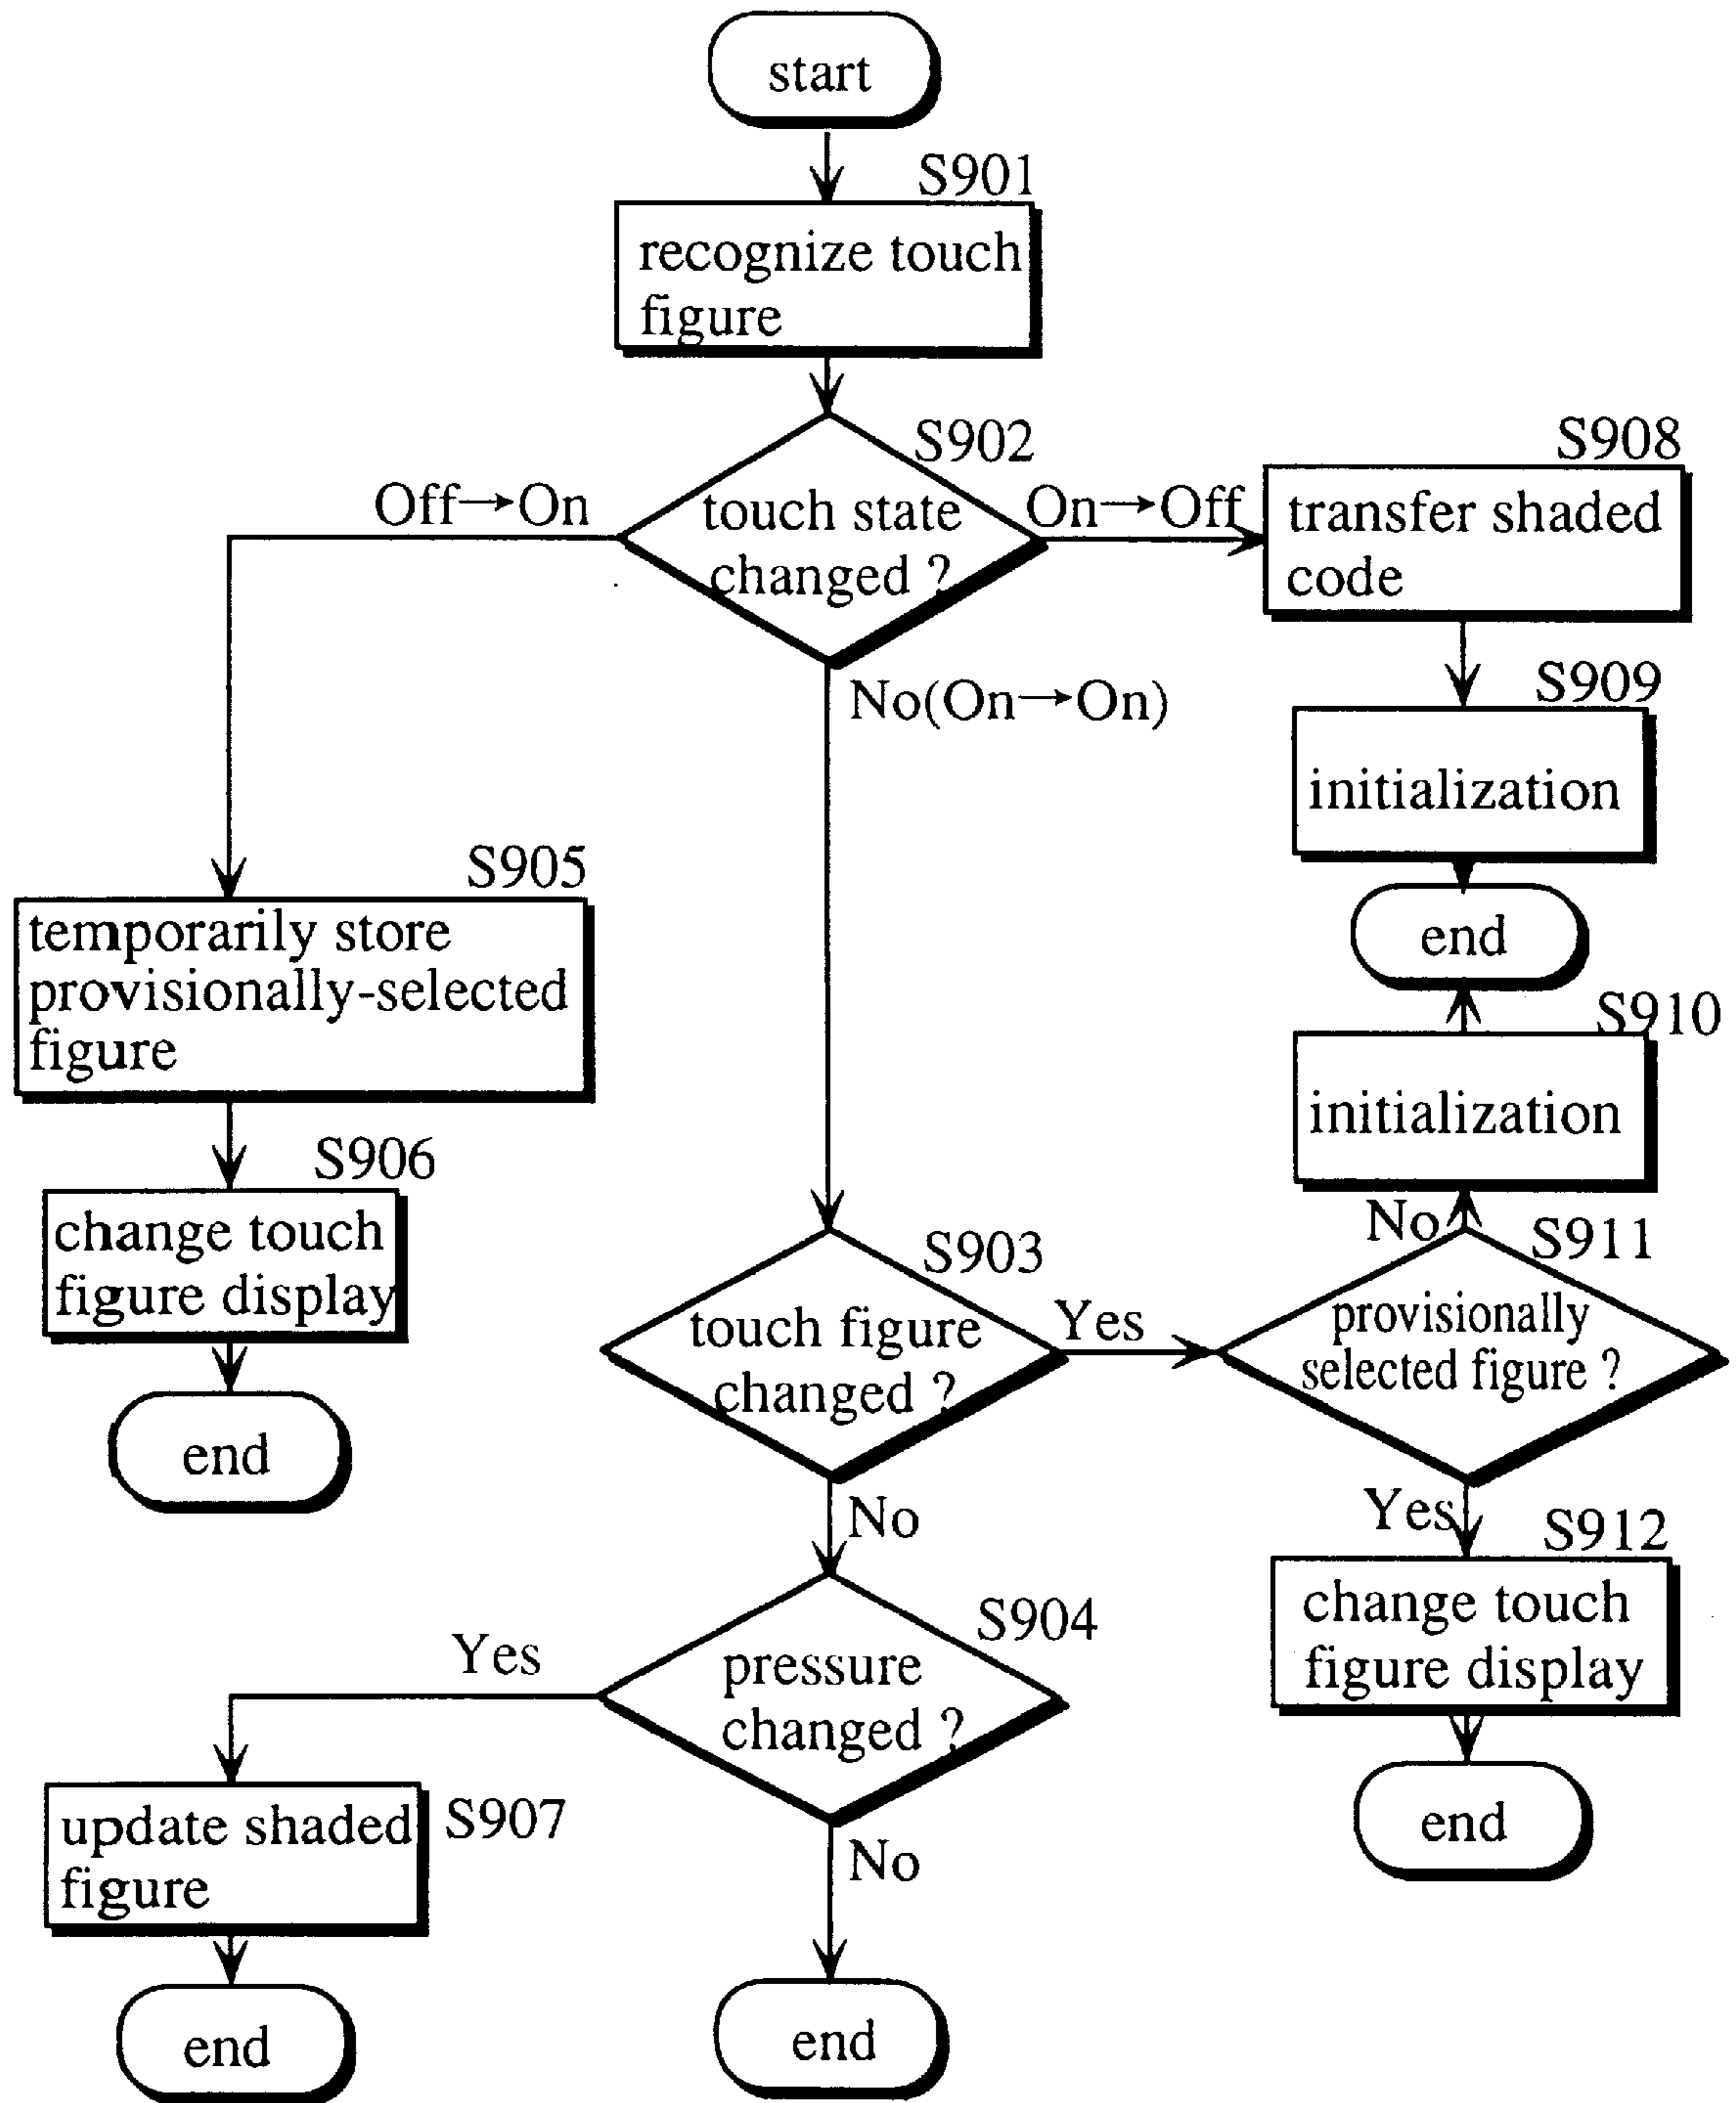 start
S901
recognize touch
figure
S902
touch state
changed ?
Off→On
On→Off
No(On→On)
S908
transfer shaded
code
S909
initialization
end
S905
temporarily store
provisionally-selected
figure
S906
change touch
figure display
end
S910
initialization
No
S911
provisionally
selected figure ?
S903
touch figure
changed ?
Yes
No
Yes
S912
change touch
figure display
end
S904
pressure
changed ?
Yes
No
update shaded
figure
S907
end
end